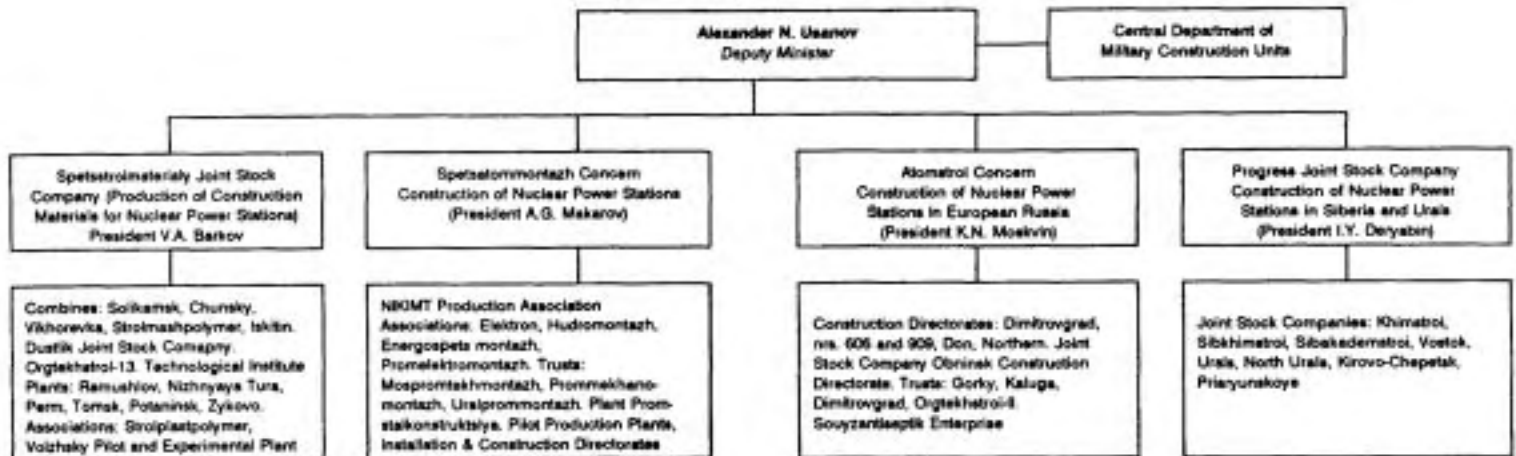 Alexander N. Usanov
Deputy Minister
Central Department of
Military Construction Units
Spetsstroimaterialy Joint Stock
Company (Production of Construction
Materials for Nuclear Power Stations)
President V.A. Barkov
Spetsatommontazh Concern
Construction of Nuclear Power Stations
(President A.G. Makarov)
Atomstroi Concern
Construction of Nuclear Power
Stations in European Russia
(President K.N. Moskvin)
Progress Joint Stock Company
Construction of Nuclear Power
Stations in Siberia and Urals
(President I.Y. Deryabin)
Combines: Solikamsk, Chunsky,
Vikhorevka, Stroimashpolymer, Iskitin.
Dustlik Joint Stock Comapny.
Orgtekhstroi-13. Technological Institute
Plants: Ramushlov, Nizhnyaya Tura,
Perm, Tomsk, Potaninsk, Zykovo.
Associations: Stroiplastpolymer,
Volzhsky Pilot and Experimental Plant
NIKIMT Production Association
Associations: Elektron, Hudromontazh,
Energospets montazh,
Promelektromontazh. Trusts:
Mospromtekhmontazh, Prommekhano-
montazh, Uralprommontazh. Plant Prom-
stalkonstruktsiya. Pilot Production Plants,
Installation & Construction Directorates
Construction Directorates: Dimitrovgrad,
nrs. 606 and 909, Don, Northern. Joint
Stock Company Obninsk Construction
Directorate. Trusts: Gorky, Kaluga,
Dimitrovgrad, Orgtekhstroi-II.
Souyzantiseptik Enterprise
Joint Stock Companies: Khimstroi,
Sibkhimstroi, Sibakademstroi, Vostok,
Urals, North Urals, Kirovo-Chepetsk,
Priaryunskoye